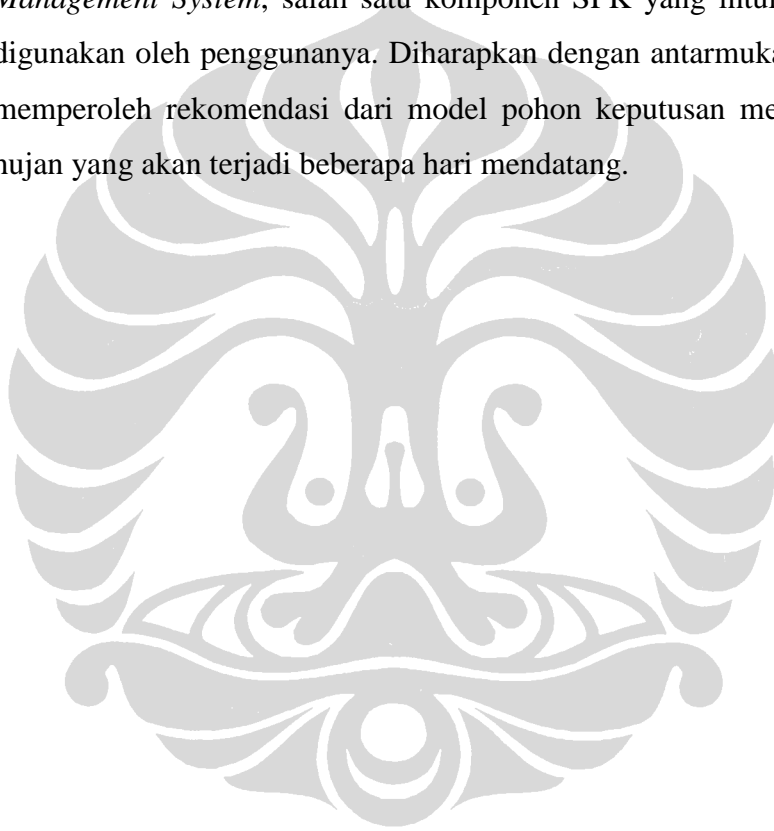 Management System, salah satu komponen SPK yang
digunakan oleh penggunanya. Diharapkan dengan antarmuka
memperoleh rekomendasi dari model pohon keputusan
hujan yang akan terjadi beberapa hari mendatang.